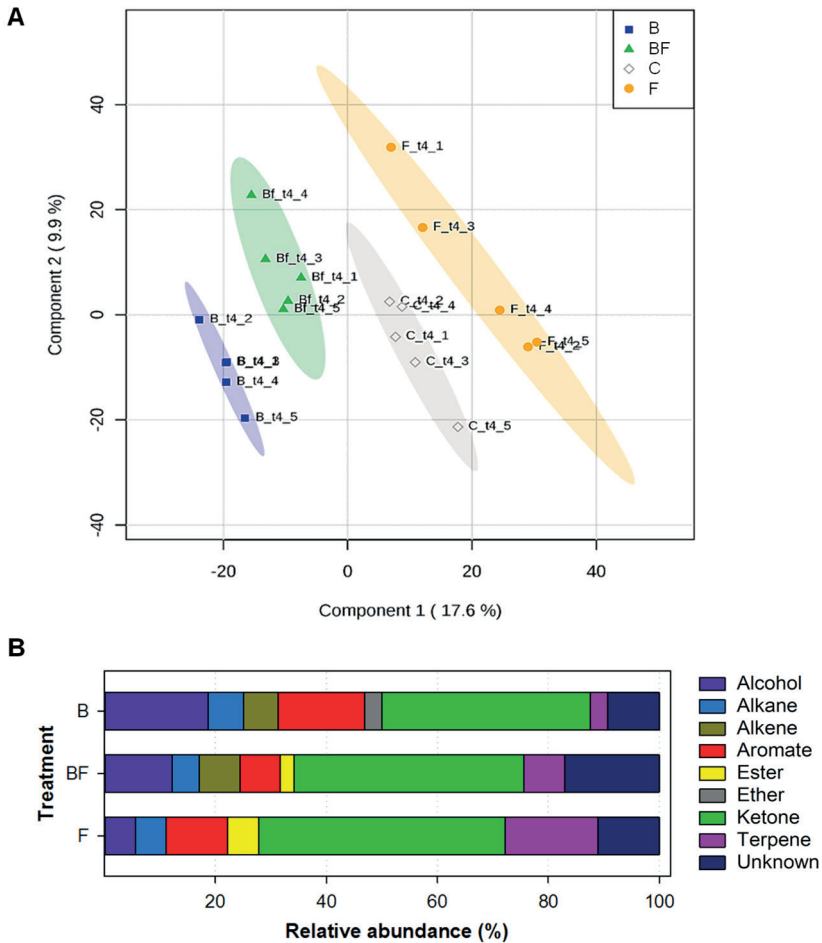 A
B
BF
C
F
Component 2 ( 9.9 %)
40
20
0
-20
-40
F_t4_1
Bf_t4_4
F_t4_3
Bf_t4_3
Bf_t4_1
Bf_t4_2
Bf_t4_5
C_t4_2
C_t4_4
F_t4_4
B_t4_2
C_t4_1
F_t4_5
F_t4_2
C_t4_3
B_t4_4
B_t4_5
C_t4_5
-20
0
20
40
Component 1 ( 17.6 %)
B
Treatment
B
BF
F
Alcohol
Alkane
Alkene
Aromate
Ester
Ether
Ketone
Terpene
Unknown
20
40
60
80
100
Relative abundance (%)